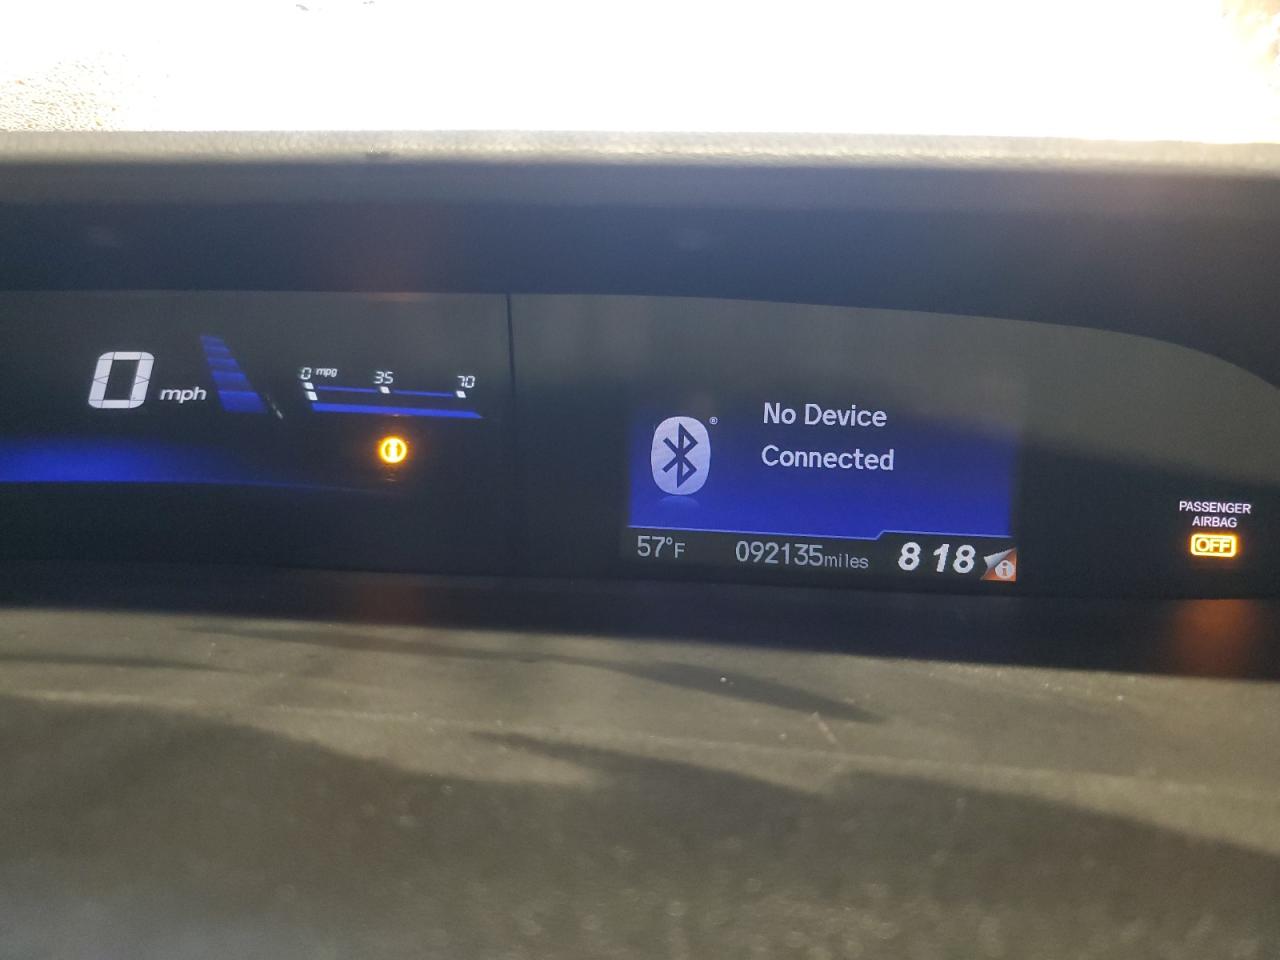 0 mph
0 mpg 35 70
No Device
Connected
57°F 092135miles 8 18 i
PASSENGER
AIRBAG
OFF
®